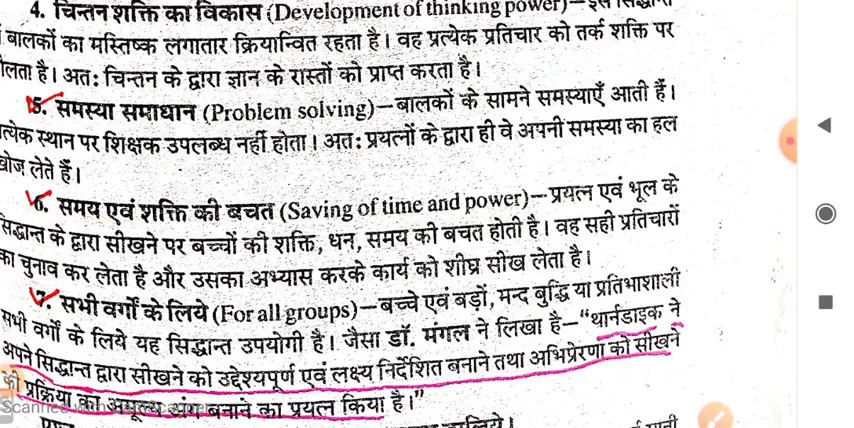 4. चिन्तन शक्ति का विकास (Development of thinking power)—इस
बालकों का मस्तिष्क लगातार क्रियान्वित रहता है। वह प्रत्येक प्रतिचार को तर्क शक्ति पर
है। अतः चिन्तन के द्वारा ज्ञान के रास्तों को प्राप्त करता है।
5. समस्या समाधान (Problem solving)—बालकों के सामने समस्याएँ आती हैं।
स्थान पर शिक्षक उपलब्ध नहीं होता। अतः प्रयत्नों के द्वारा ही वे अपनी समस्या का हल
खोज लेते हैं।
6. समय एवं शक्ति की बचत (Saving of time and power)—प्रयत्न एवं भूल के
सिद्धान्त के द्वारा सीखने पर बच्चों की शक्ति, धन, समय की बचत होती है। वह सही प्रतिचारों
का चुनाव कर लेता है और उसका अभ्यास करके कार्य को शीघ्र सीख लेता है।
7. सभी वर्गों के लिये (For all groups)—बच्चे एवं बड़ों, मन्द बुद्धि या प्रतिभाशाली
सभी वर्गों के लिये यह सिद्धान्त उपयोगी है। जैसा डॉ. मंगल ने लिखा है—“थार्नडाइक ने
अपने सिद्धान्त द्वारा सीखने को उद्देश्यपूर्ण एवं लक्ष्य निर्देशित बनाने तथा अभिप्रेरणा को सीखने
की प्रक्रिया का अमूल्य अंग बनाने का प्रयत्न किया है।”